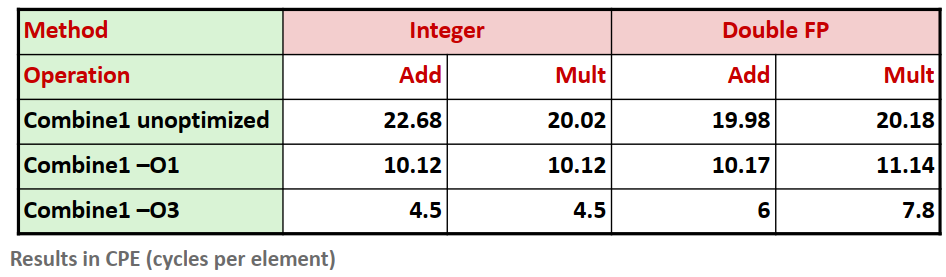 Method Integer Double FP
Operation Add Mult Add Mult
Combine1 unoptimized 22.68 20.02 19.98 20.18
Combine1 –O1 10.12 10.12 10.17 11.14
Combine1 –O3 4.5 4.5 6 7.8
Results in CPE (cycles per element)